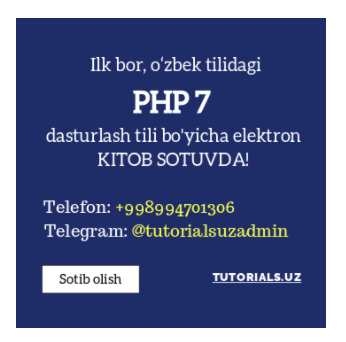 Ilk bor, o‘zbek tilidagi
PHP 7
dasturlash tili bo'yicha elektron
KITOB SOTUVDA!
Telefon: +998994701306
Telegram: @tutorialsuzadmin
Sotib olish
TUTORIALS.UZ